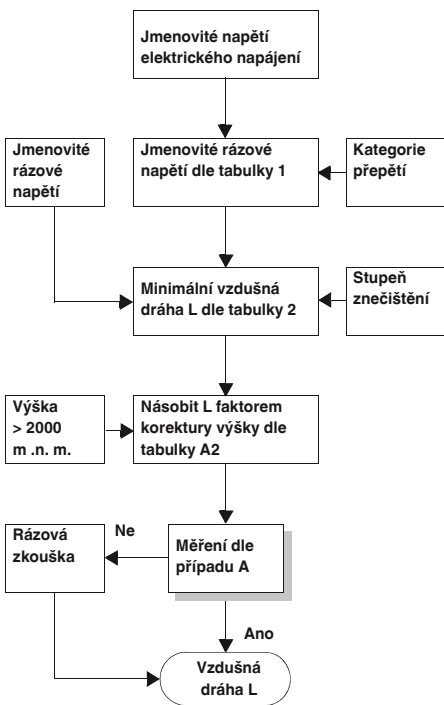 Jmenovité napětí
elektrického napájení
Jmenovité
rázové
napětí
Jmenovité rázové
napětí dle tabulky 1
Kategorie
přepětí
Minimální vzdušná
dráha L dle tabulky 2
Stupeň
znečištění
Výška
> 2000
m .n. m.
Násobit L faktorem
korektury výšky dle
tabulky A2
Rázová
zkouška
Ne
Měření dle
případu A
Ano
Vzdušná
dráha L